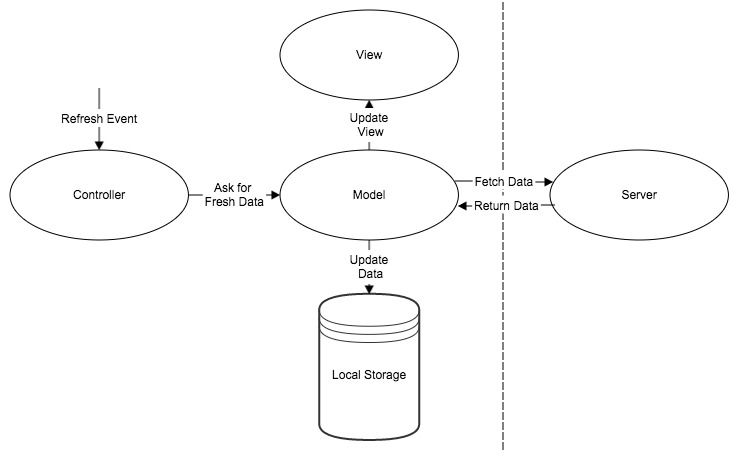 View
Refresh Event
Update
View
Controller
Ask for
Fresh Data
Model
Fetch Data
Return Data
Server
Update
Data
Local Storage